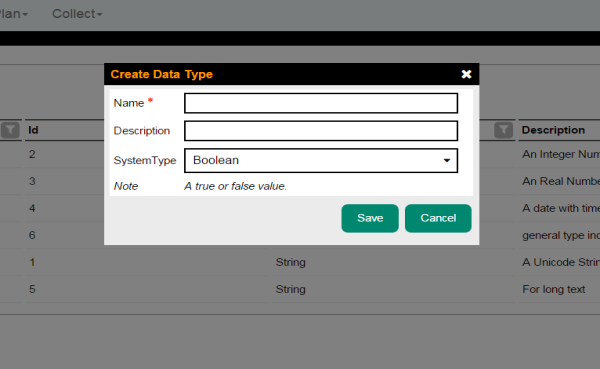 Plan Collect
Create Data Type
Name *
Description
SystemType Boolean
Note A true or false value.
Save Cancel
Id Description
2 An Integer Num
3 An Real Numbe
4 A date with time
6 general type ind
1 String A Unicode Strin
5 String For long text